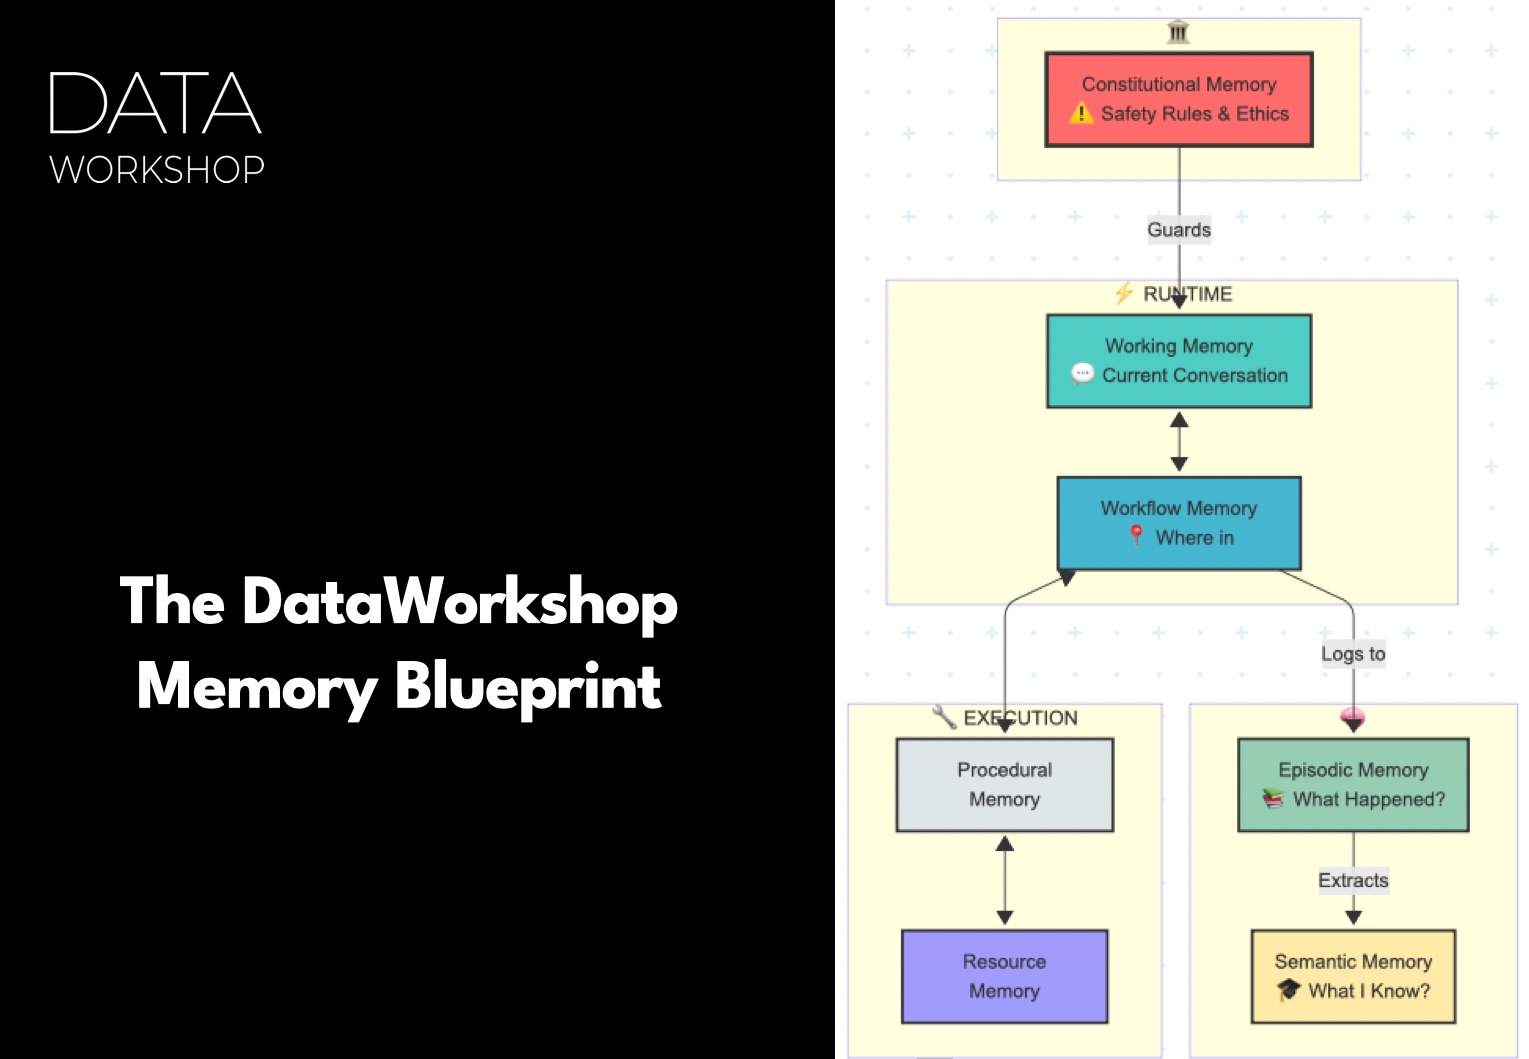 DATA
WORKSHOP
The DataWorkshop
Memory Blueprint
Constitutional Memory
Safety Rules & Ethics
Guards
RUNTIME
Working Memory
Current Conversation
Workflow Memory
Where in
Logs to
EXECUTION
Procedural
Memory
Episodic Memory
What Happened?
Extracts
Resource
Memory
Semantic Memory
What I Know?